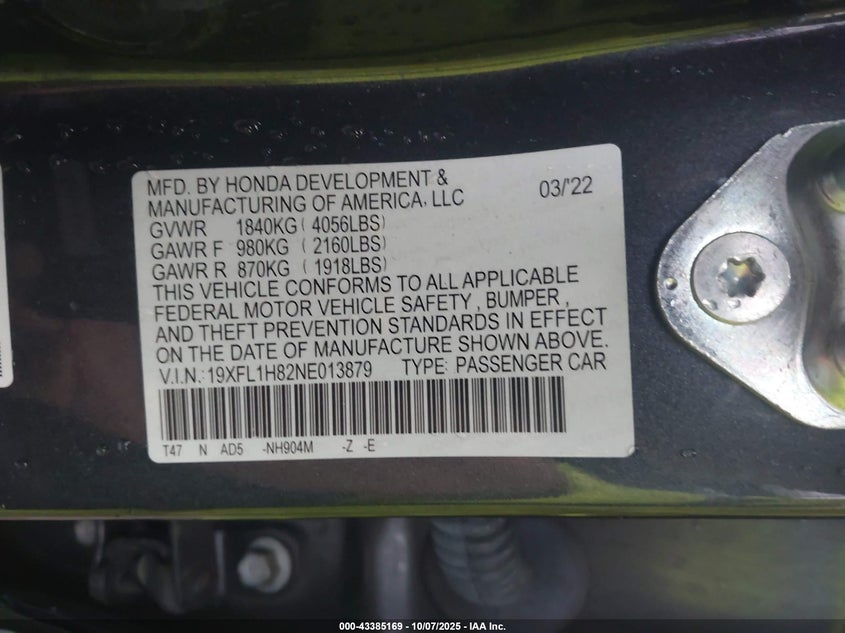 MFD. BY HONDA DEVELOPMENT & 03/'22
MANUFACTURING OF AMERICA, LLC
GVWR 1840KG ( 4056LBS)
GAWR F 980KG ( 2160LBS)
GAWR R 870KG ( 1918LBS)
THIS VEHICLE CONFORMS TO ALL APPLICABLE
FEDERAL MOTOR VEHICLE SAFETY , BUMPER ,
AND THEFT PREVENTION STANDARDS IN EFFECT
ON THE DATE OF MANUFACTURE SHOWN ABOVE.
V.I.N.: 19XFL1H82NE013879 TYPE: PASSENGER CAR
T47 N AD5 -NH904M -Z -E
000-43385169 - 10/07/2025 - IAA Inc.